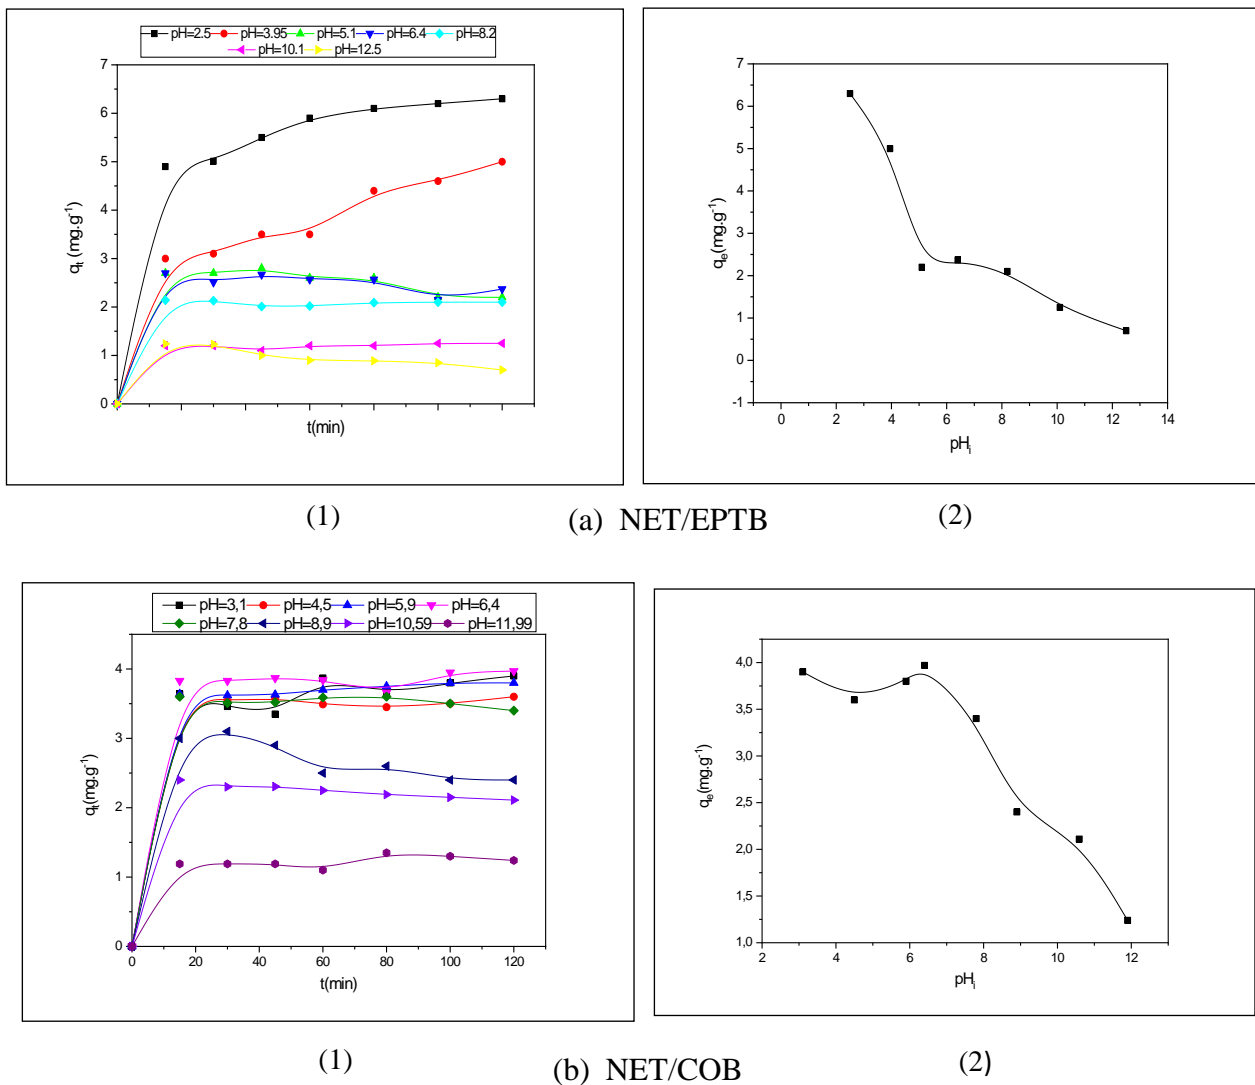 pH=2.5 pH=3.95 pH=5.1 pH=6.4 pH=8.2
pH=10.1 pH=12.5
7
6
5
4
3
2
1
0
qt (mg.g-1)
t(min)
7
6
5
4
3
2
1
0
-1
qe(mg.g-1)
0 2 4 6 8 10 12 14
pHi
(1) (a) NET/EPTB (2)
pH=3,1 pH=4,5 pH=5,9 pH=6,4
pH=7,8 pH=8,9 pH=10,59 pH=11,99
4
3
2
1
0
qt(mg.g-1)
0 20 40 60 80 100 120
t(min)
4,0
3,5
3,0
2,5
2,0
1,5
1,0
qe(mg.g-1)
2 4 6 8 10 12
pHi
(1) (b) NET/COB (2)